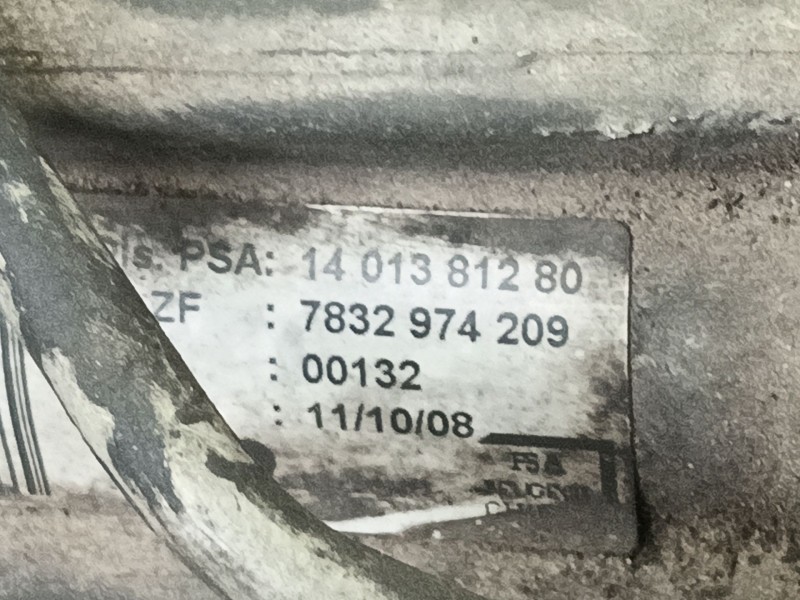 PSA: 14 013 812 80
ZF : 7832 974 209
: 00132
: 11/10/08
PSA